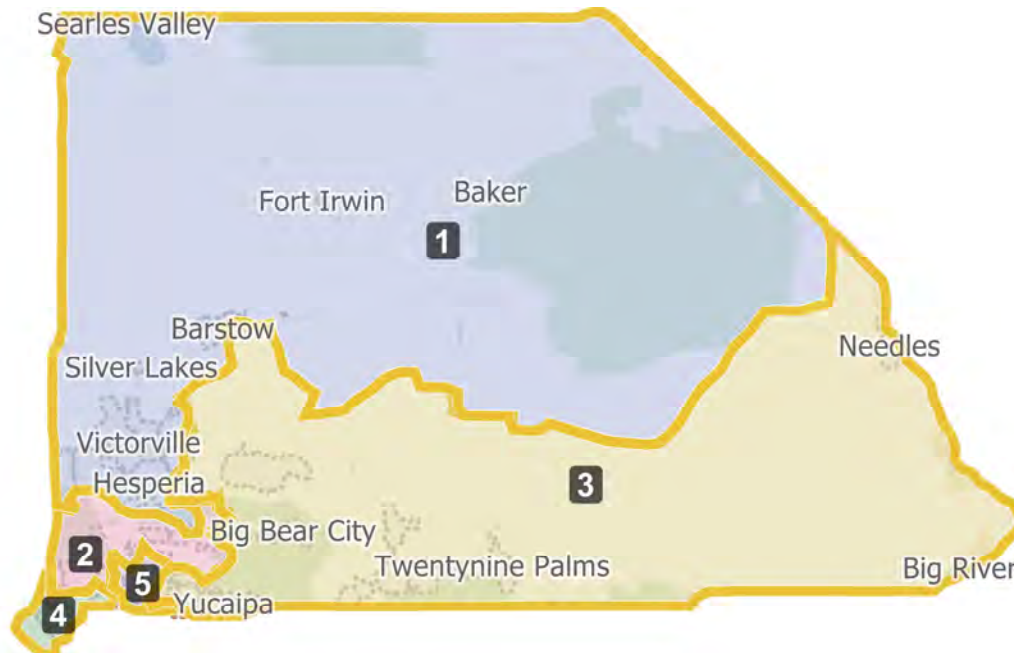 Searles Valley
Fort Irwin
Baker
1
Barstow
Needles
Silver Lakes
Victorville
Hesperia
3
Big Bear City
2
Twentynine Palms
Big River
5
Yucaipa
4